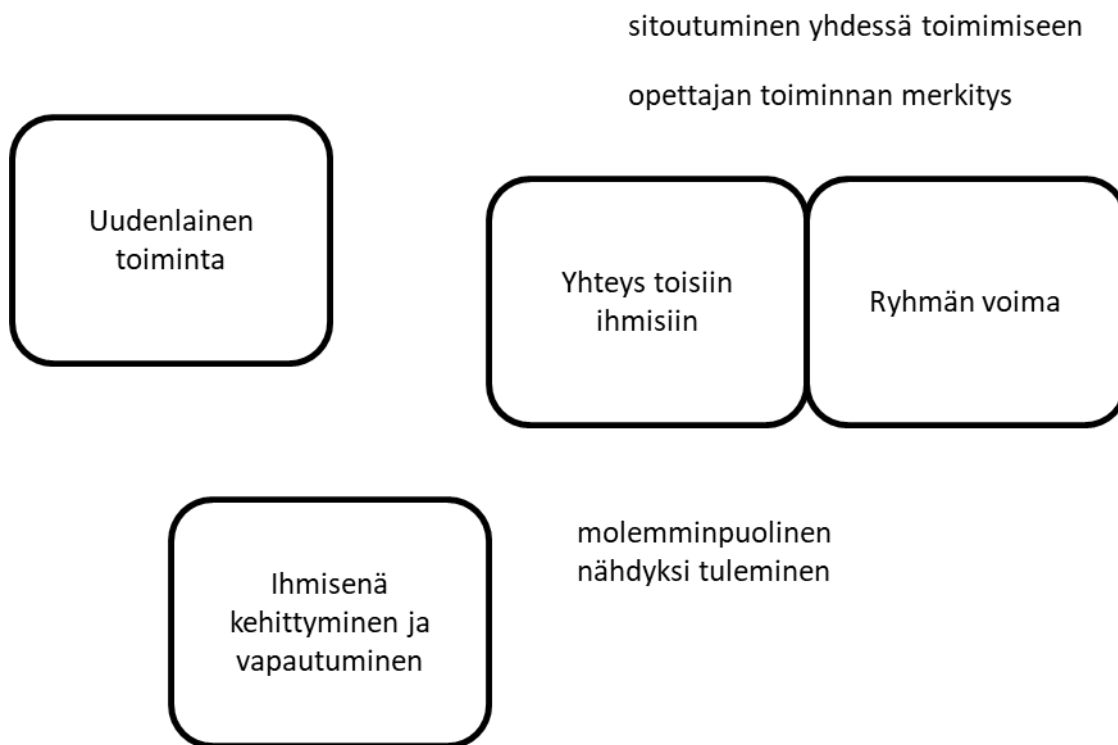 sitoutuminen yhdessä toimimiseen
opettajan toiminnan merkitys
Uudenlainen
toiminta
Yhteys toisiin
ihmisiin
Ryhmän voima
Ihmisenä
kehittyminen ja
vapautuminen
molemminpuolinen
nähdyksi tuleminen